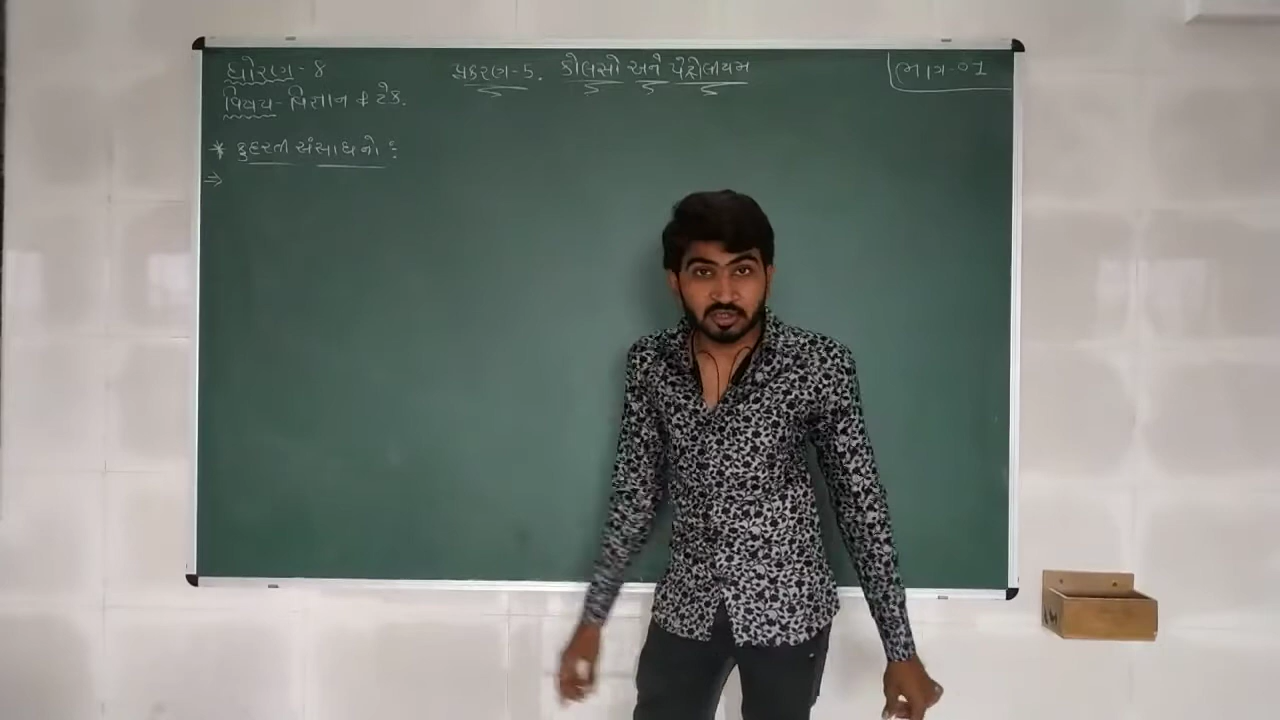 ધોરણ - 8
પ્રકરણ-5. કોલસો અને પેટ્રોલીયમ
ભાગ-01
વિષય - વિજ્ઞાન & ટેક.
* કુદરતી સંસાધનો :
⇒